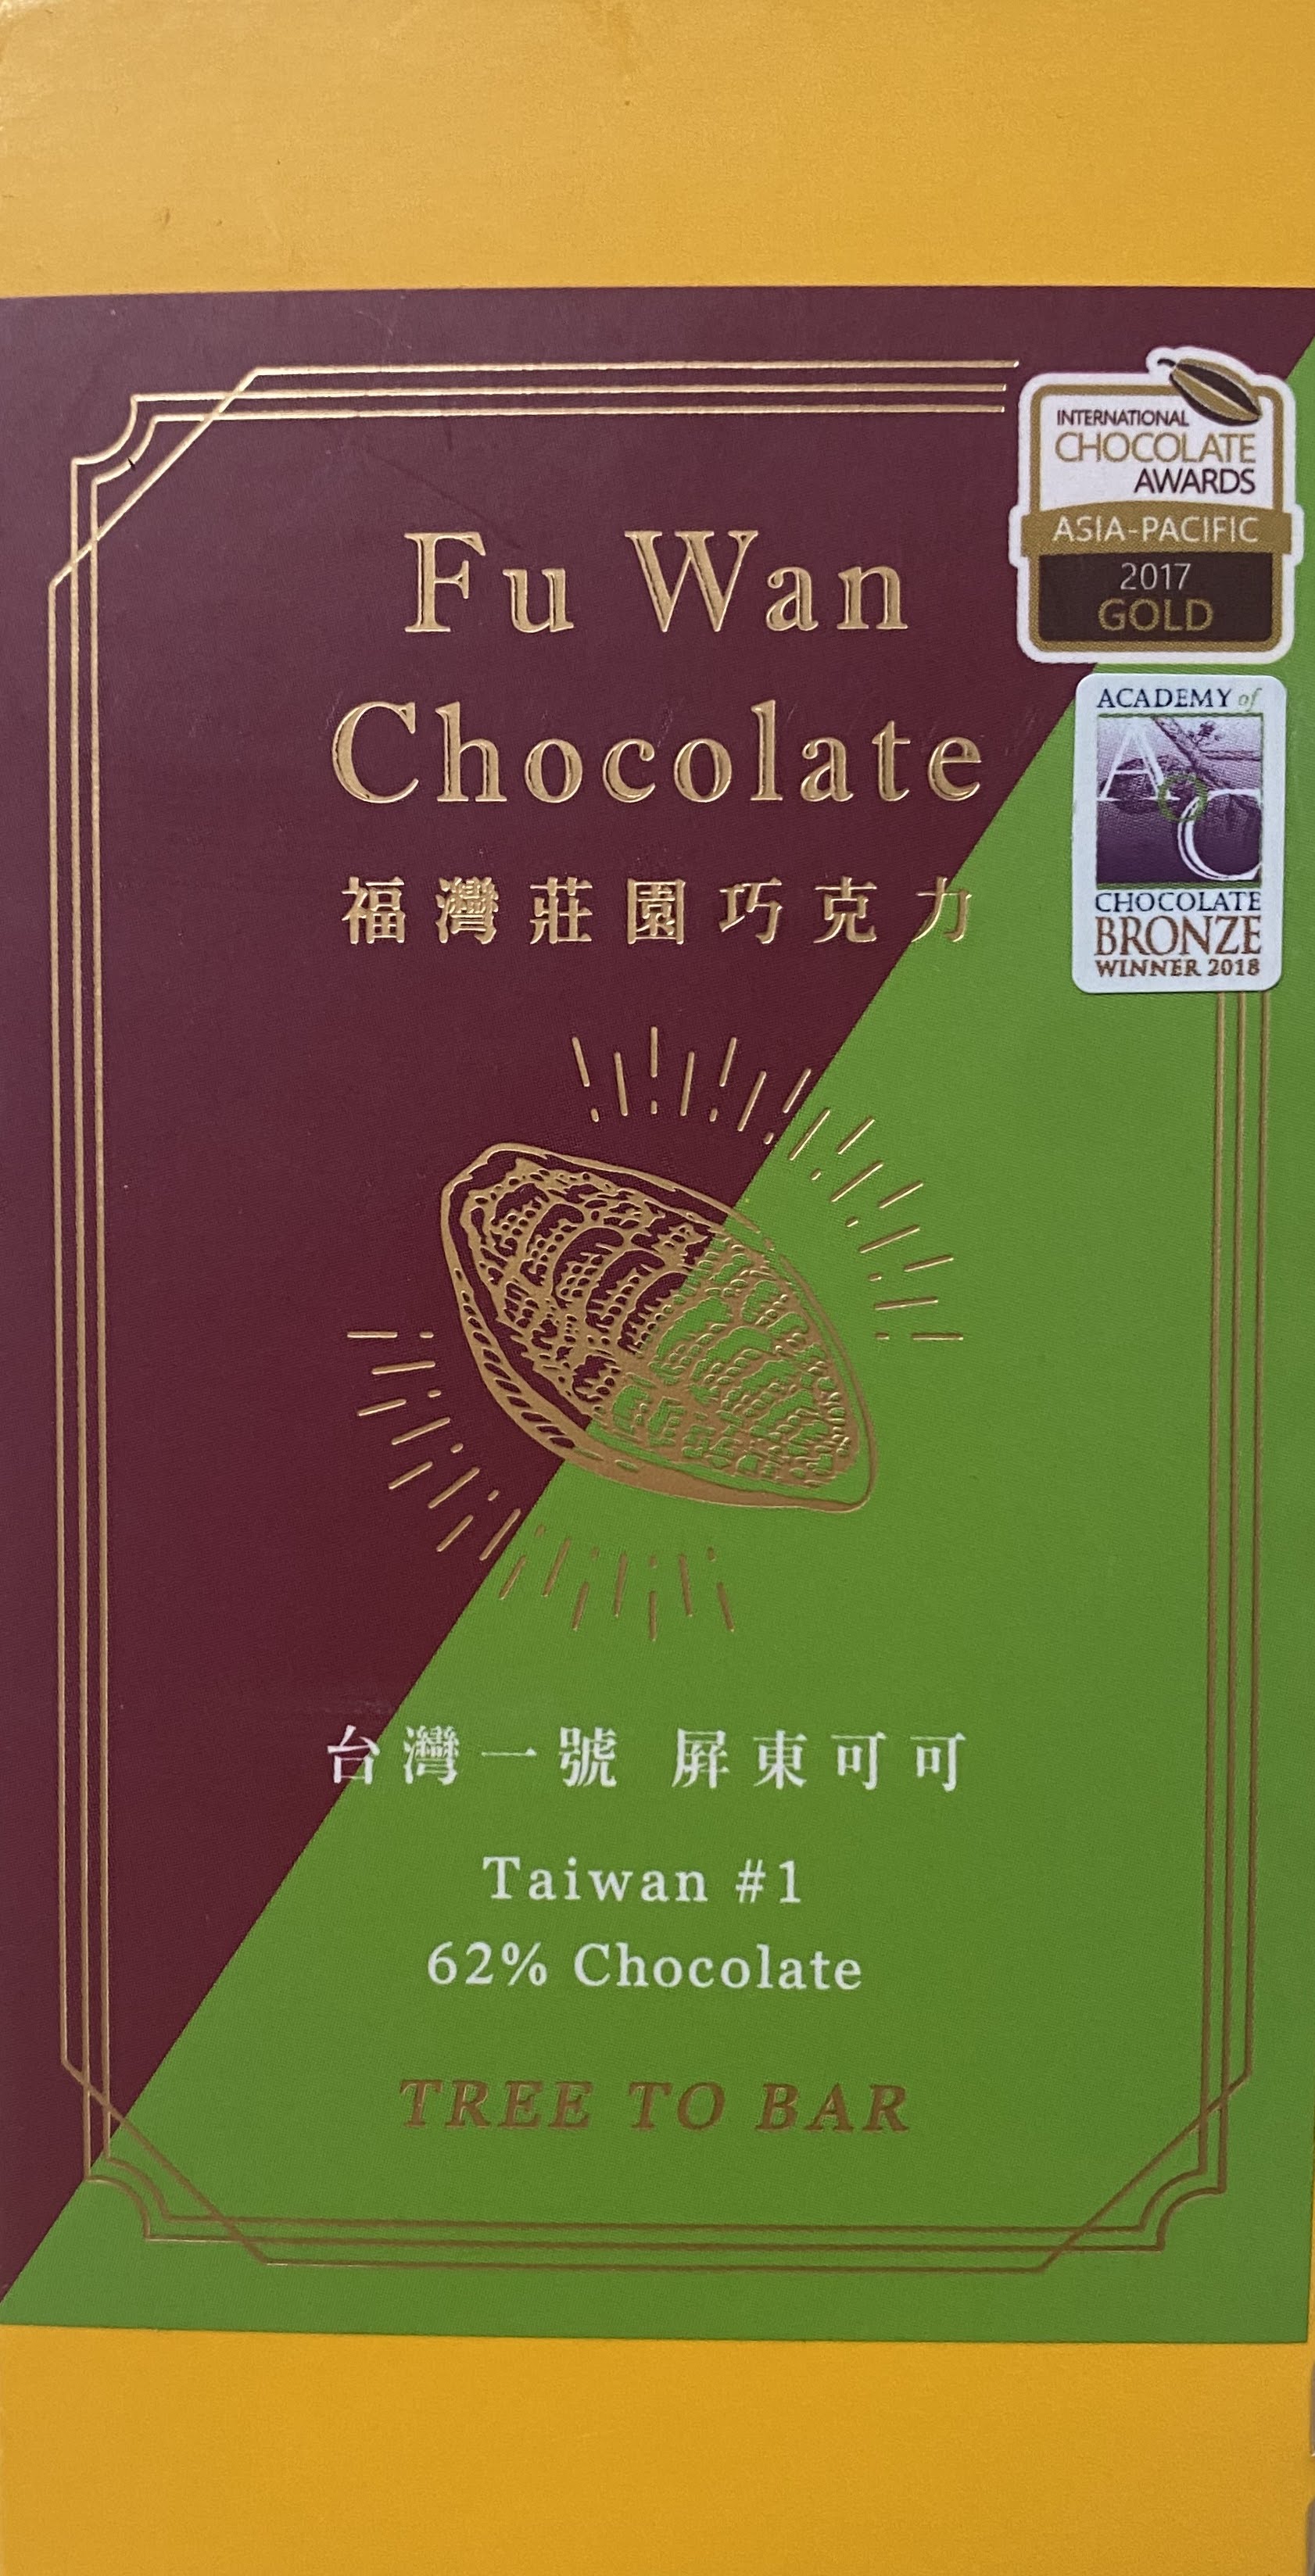 INTERNATIONAL
CHOCOLATE
AWARDS
ASIA-PACIFIC
2017
GOLD
Fu Wan
Chocolate
福灣莊園巧克力
ACADEMY of
A o C
CHOCOLATE
BRONZE
WINNER 2018
台灣一號 屏東可可
Taiwan #1
62% Chocolate
TREE TO BAR